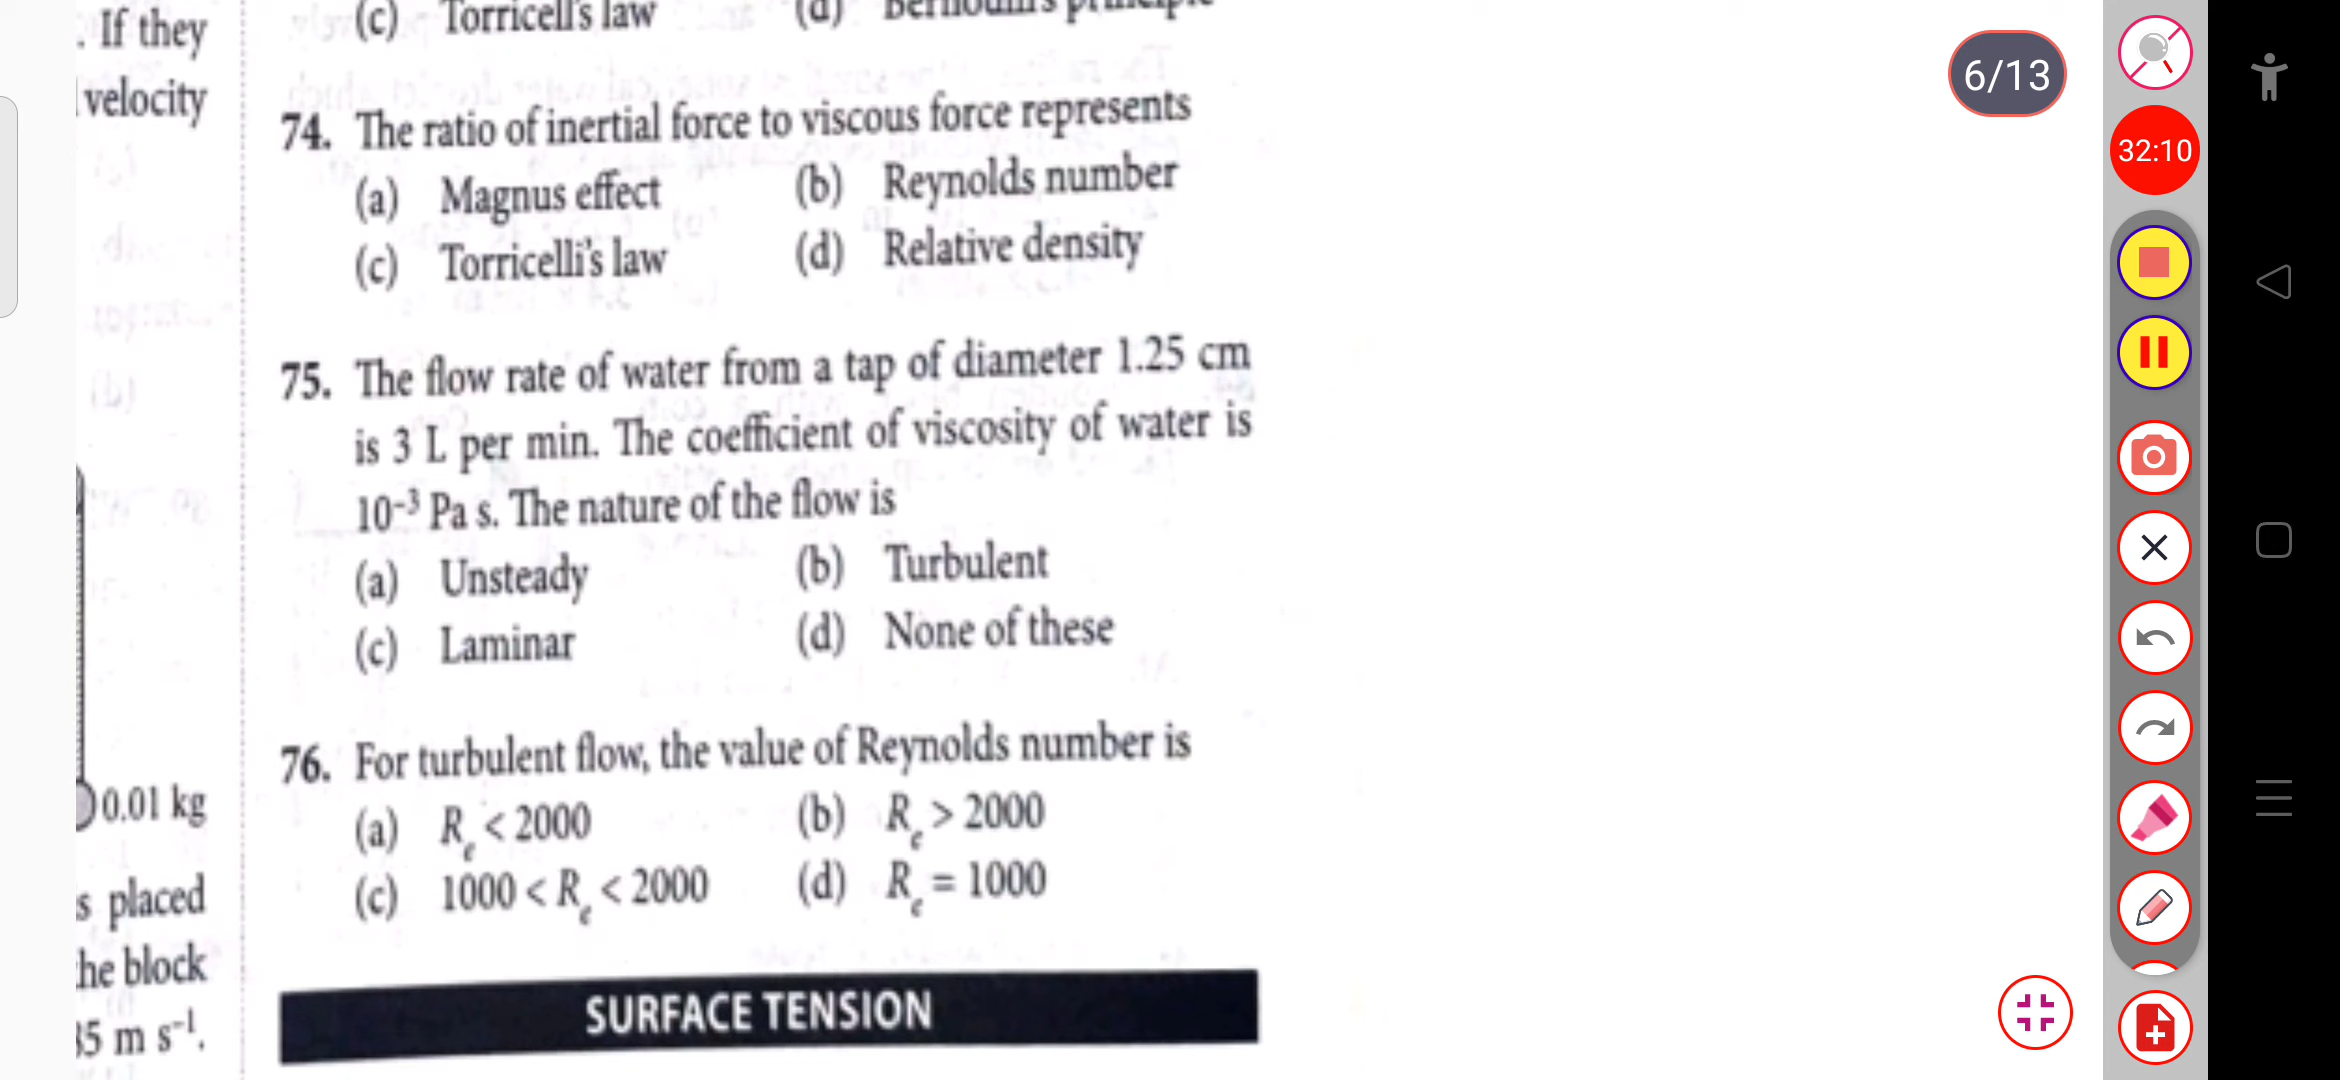 . If they
velocity
0.01 kg
s placed
he block
35 m s⁻¹.
(c) Torricell's law (d) Bernoulli's principle
74. The ratio of inertial force to viscous force represents
(a) Magnus effect (b) Reynolds number
(c) Torricelli's law (d) Relative density
75. The flow rate of water from a tap of diameter 1.25 cm
is 3 L per min. The coefficient of viscosity of water is
10⁻³ Pa s. The nature of the flow is
(a) Unsteady (b) Turbulent
(c) Laminar (d) None of these
76. For turbulent flow, the value of Reynolds number is
(a) Rₑ < 2000 (b) Rₑ > 2000
(c) 1000 < Rₑ < 2000 (d) Rₑ = 1000
SURFACE TENSION
6/13
32:10